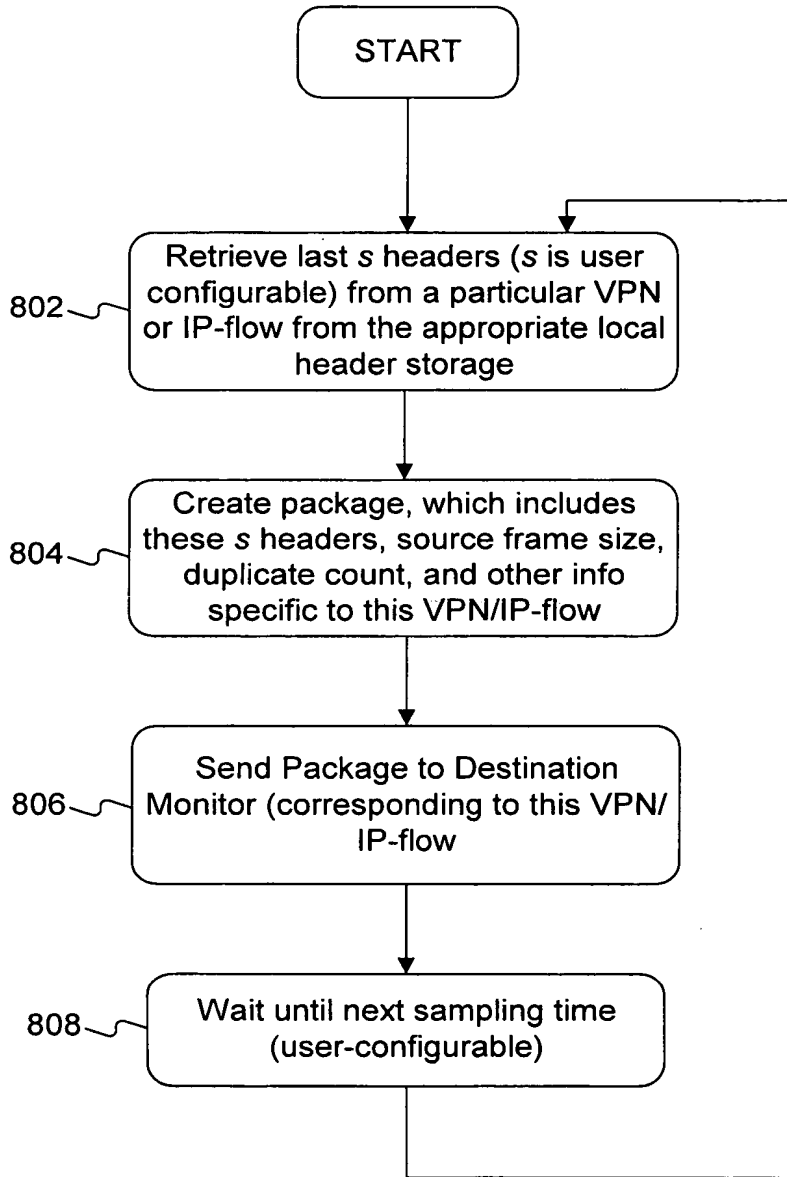 START
Retrieve last s headers (s is user
configurable) from a particular VPN
or IP-flow from the appropriate local
header storage
802
Create package, which includes
these s headers, source frame size,
duplicate count, and other info
specific to this VPN/IP-flow
804
Send Package to Destination
Monitor (corresponding to this VPN/
IP-flow
806
Wait until next sampling time
(user-configurable)
808